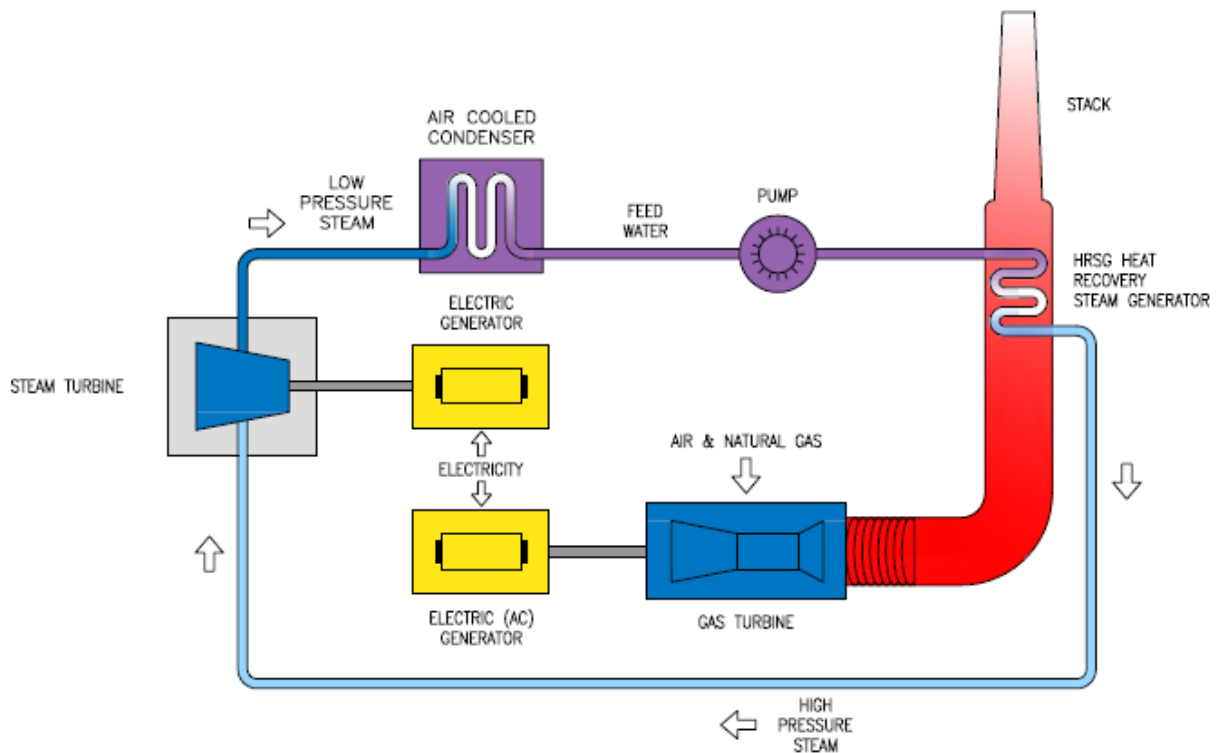 STACK
AIR COOLED
CONDENSER
LOW
PRESSURE
STEAM
FEED
WATER
PUMP
HRSG HEAT
RECOVERY
STEAM GENERATOR
ELECTRIC
GENERATOR
STEAM TURBINE
AIR & NATURAL GAS
ELECTRICITY
ELECTRIC (AC)
GENERATOR
GAS TURBINE
HIGH
PRESSURE
STEAM